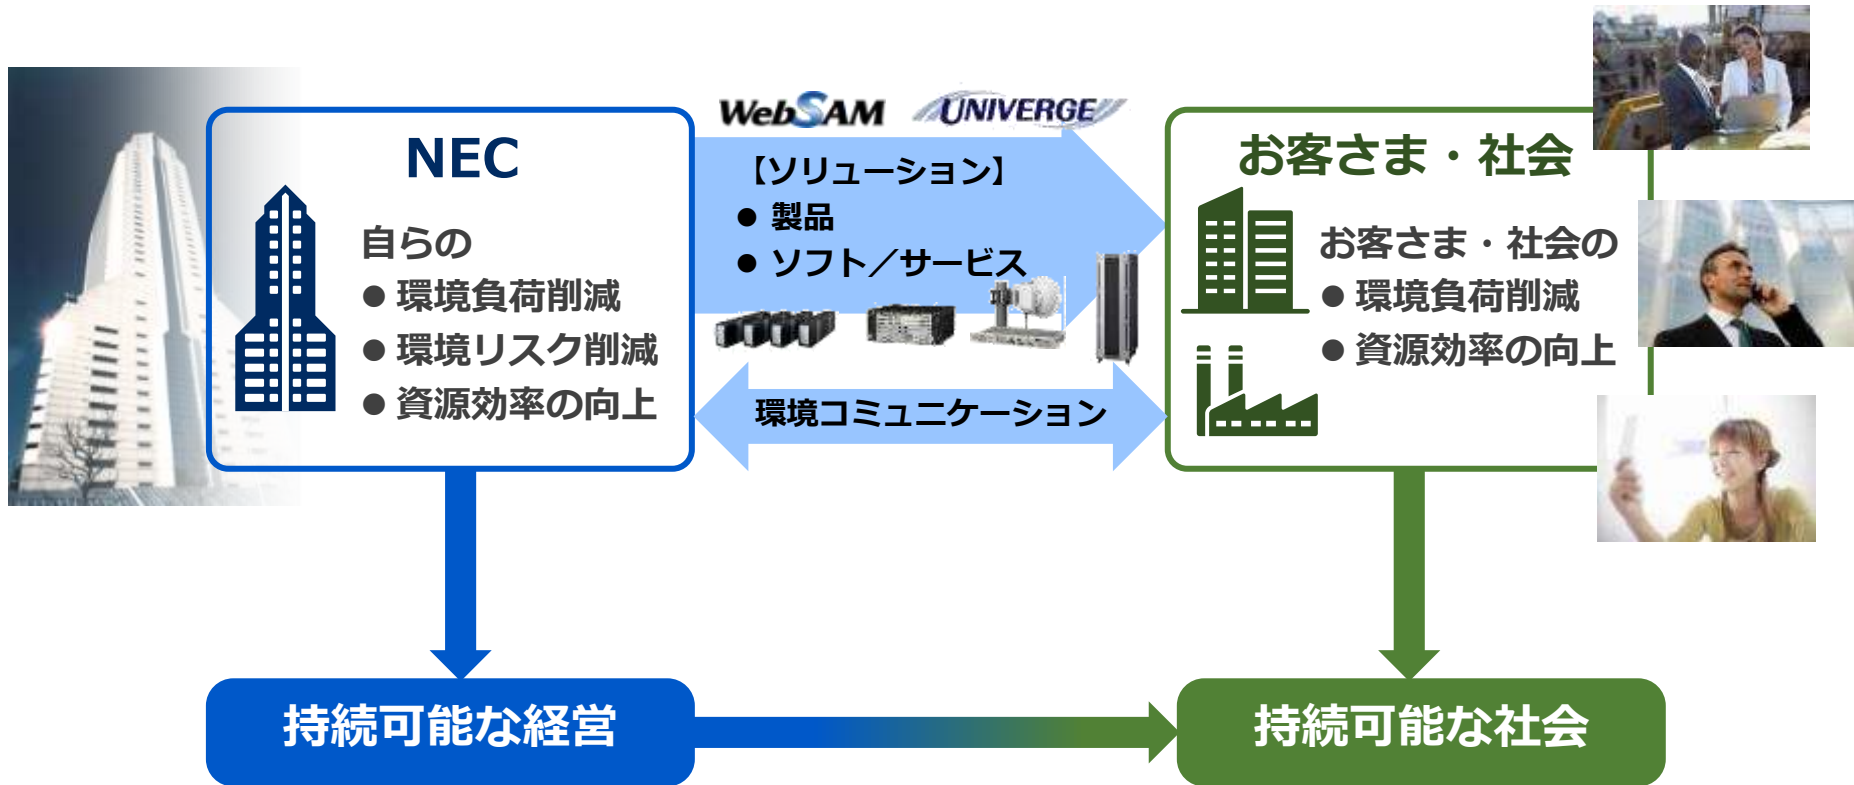 NEC
自らの
● 環境負荷削減
● 環境リスク削減
● 資源効率の向上
WebSAM
UNIVERGE
【ソリューション】
● 製品
● ソフト／サービス
環境コミュニケーション
お客さま・社会
お客さま・社会の
● 環境負荷削減
● 資源効率の向上
持続可能な経営
持続可能な社会